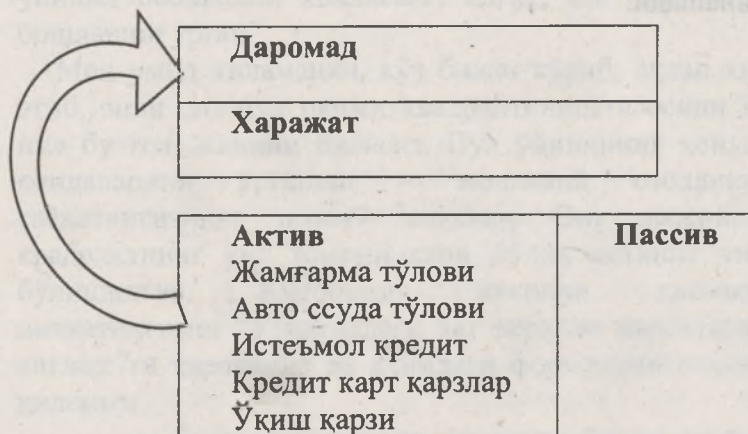 Даромад
Харажат
Актив
Жамғарма тўлови
Авто ссуда тўлови
Истеъмол кредит
Кредит карт қарзлар
Ўқиш қарзи
Пассив